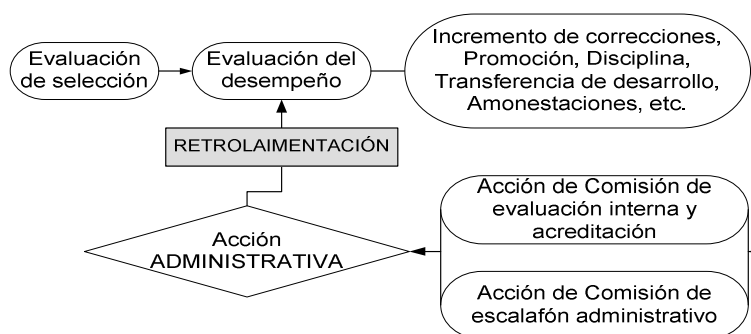 Evaluación
de selección
Evaluación del
desempeño
Incremento de correcciones,
Promoción, Disciplina,
Transferencia de desarrollo,
Amonestaciones, etc.
RETROLAIMENTACIÓN
Acción
ADMINISTRATIVA
Acción de Comisión de
evaluación interna y
acreditación
Acción de Comisión de
escalafón administrativo